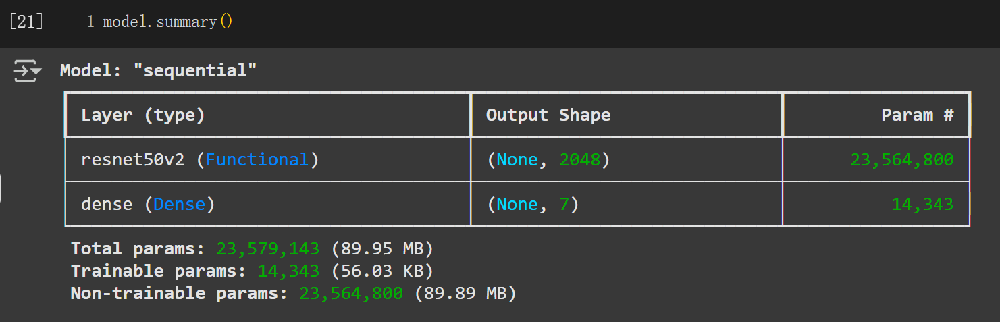 [21] 1 model.summary()
Model: "sequential"
Layer (type) Output Shape Param #
resnet50v2 (Functional) (None, 2048) 23,564,800
dense (Dense) (None, 7) 14,343
Total params: 23,579,143 (89.95 MB)
Trainable params: 14,343 (56.03 KB)
Non-trainable params: 23,564,800 (89.89 MB)